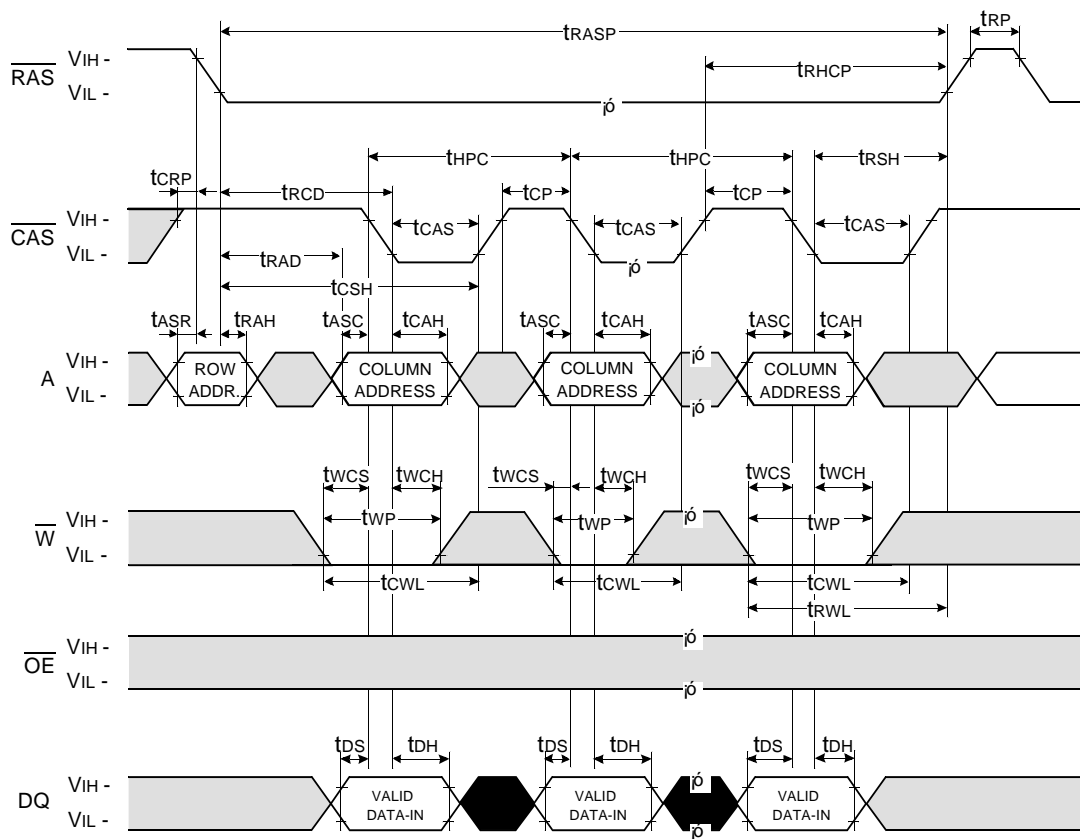 tRASP
tRP
RAS
VIH -
VIL -
tRHCP
¡ó
tHPC
tHPC
tRSH
tCRP
tRCD
tCP
tCP
CAS
VIH -
VIL -
tCAS
tCAS
tCAS
tRAD
¡ó
tCSH
tASR
tRAH
tASC
tCAH
tASC
tCAH
tASC
tCAH
A
VIH -
VIL -
ROW
ADDR.
COLUMN
ADDRESS
COLUMN
ADDRESS
¡ó
¡ó
COLUMN
ADDRESS
tWCS
tWCH
tWCS
tWCH
tWCS
tWCH
tWP
tWP
tWP
W
VIH -
VIL -
¡ó
tCWL
tCWL
tCWL
tRWL
OE
VIH -
VIL -
¡ó
¡ó
tDS
tDH
tDS
tDH
tDS
tDH
DQ
VIH -
VIL -
VALID
DATA-IN
VALID
DATA-IN
¡ó
¡ó
VALID
DATA-IN